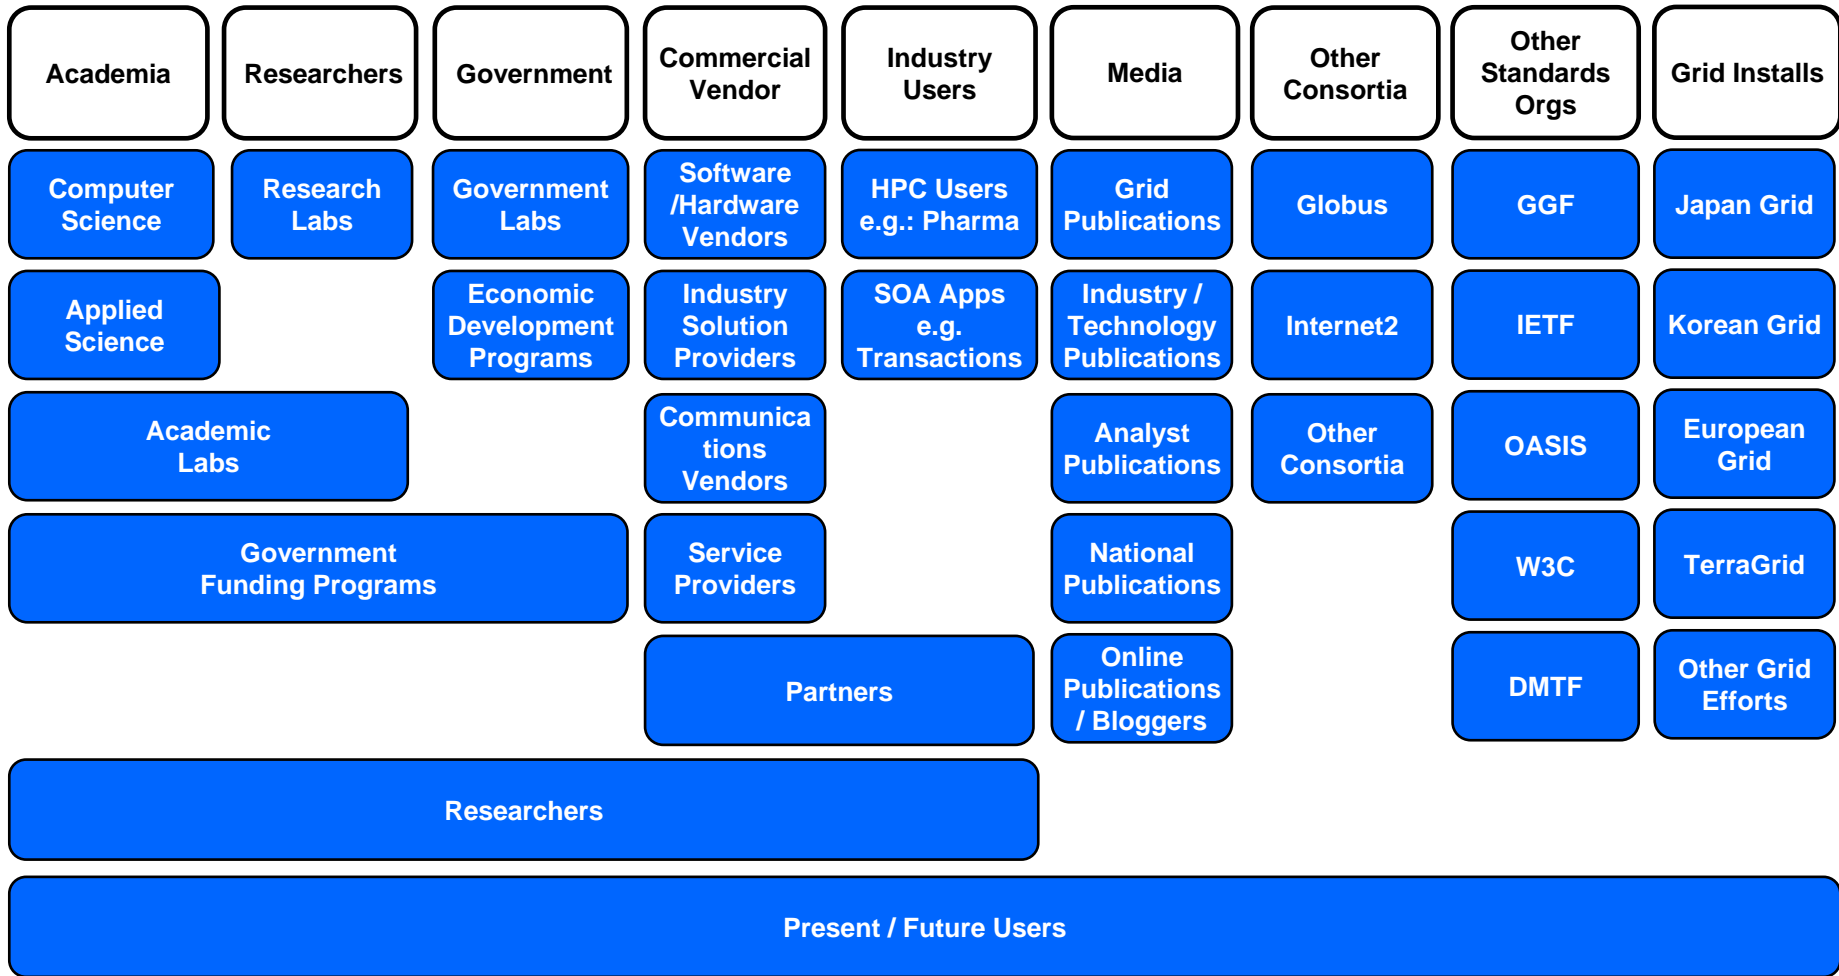 Academia
Researchers
Government
Commercial
Vendor
Industry
Users
Media
Other
Consortia
Other
Standards
Orgs
Grid Installs
Computer
Science
Research
Labs
Government
Labs
Software
/Hardware
Vendors
HPC Users
e.g.: Pharma
Grid
Publications
Globus
GGF
Japan Grid
Applied
Science
Economic
Development
Programs
Industry
Solution
Providers
SOA Apps
e.g.
Transactions
Industry /
Technology
Publications
Internet2
IETF
Korean Grid
Academic
Labs
Communica
tions
Vendors
Analyst
Publications
Other
Consortia
OASIS
European
Grid
Government
Funding Programs
Service
Providers
National
Publications
W3C
TerraGrid
Partners
Online
Publications
/ Bloggers
DMTF
Other Grid
Efforts
Researchers
Present / Future Users